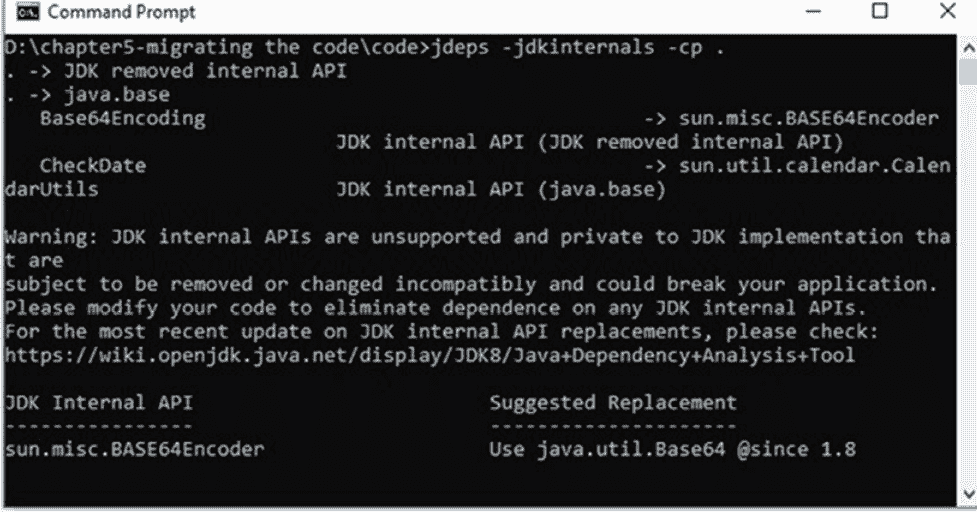 Command Prompt
D:\chapter5-migrating the code\code>jdeps -jdkinternals -cp .
. -> JDK removed internal API
. -> java.base
Base64Encoding -> sun.misc.BASE64Encoder
JDK internal API (JDK removed internal API)
CheckDate -> sun.util.calendar.Calen
darUtils JDK internal API (java.base)
Warning: JDK internal APIs are unsupported and private to JDK implementation tha
t are
subject to be removed or changed incompatibly and could break your application.
Please modify your code to eliminate dependence on any JDK internal APIs.
For the most recent update on JDK internal API replacements, please check:
https://wiki.openjdk.java.net/display/JDK8/Java+Dependency+Analysis+Tool
JDK Internal API Suggested Replacement
---------------- ---------------------
sun.misc.BASE64Encoder Use java.util.Base64 @since 1.8